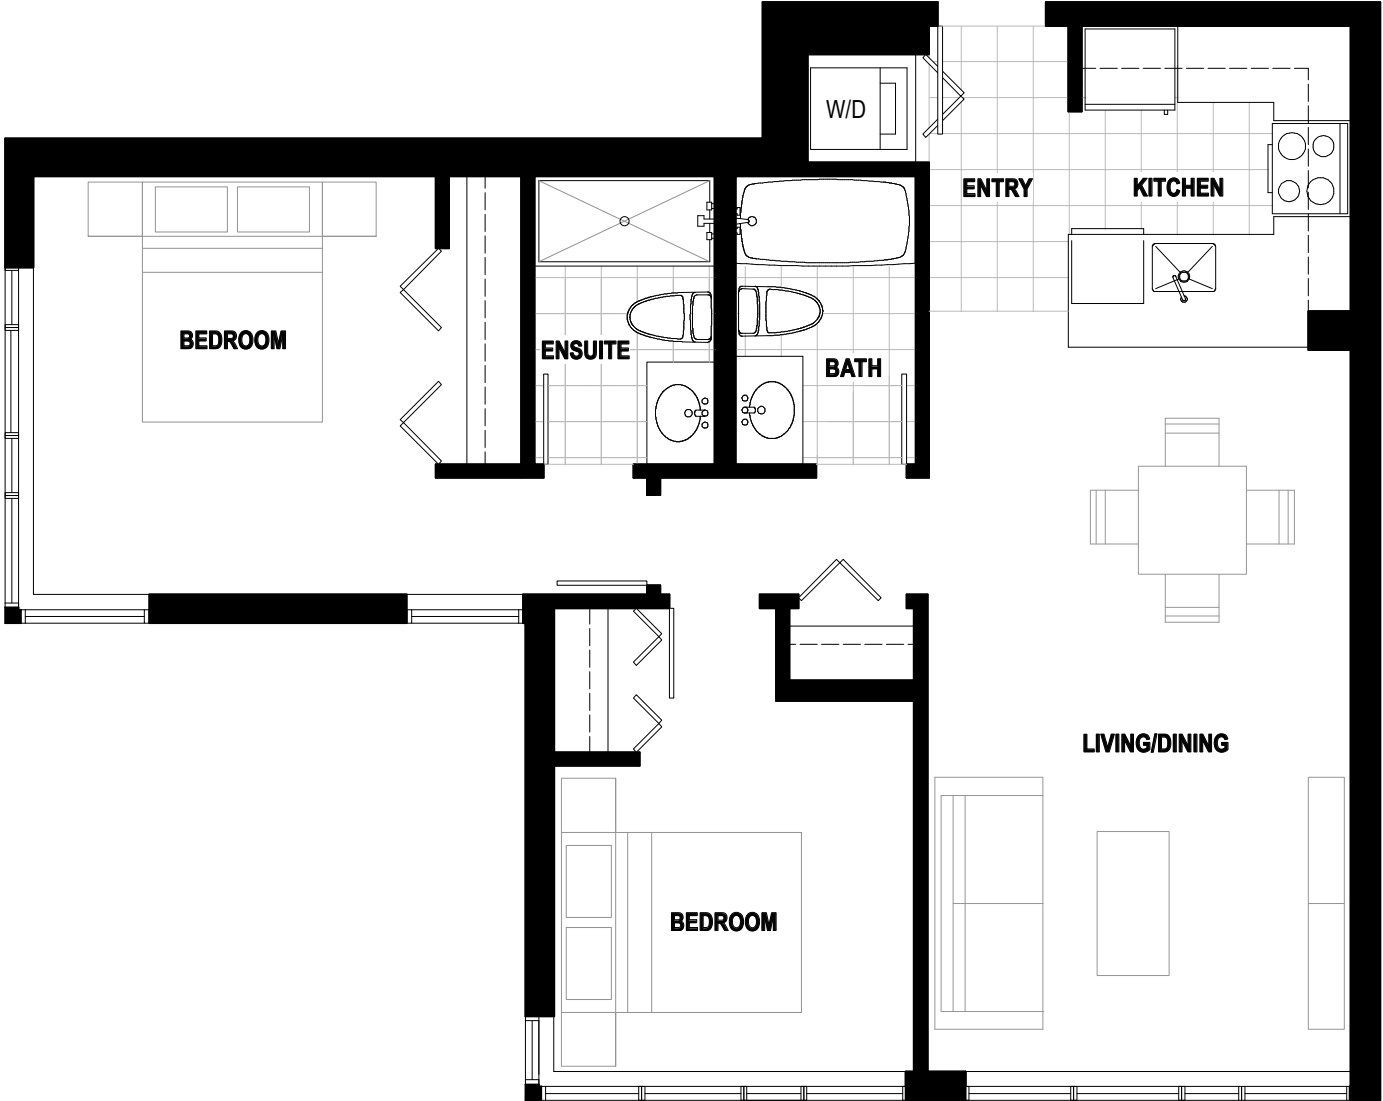 W/D
ENTRY
KITCHEN
BEDROOM
ENSUITE
BATH
LIVING/DINING
BEDROOM